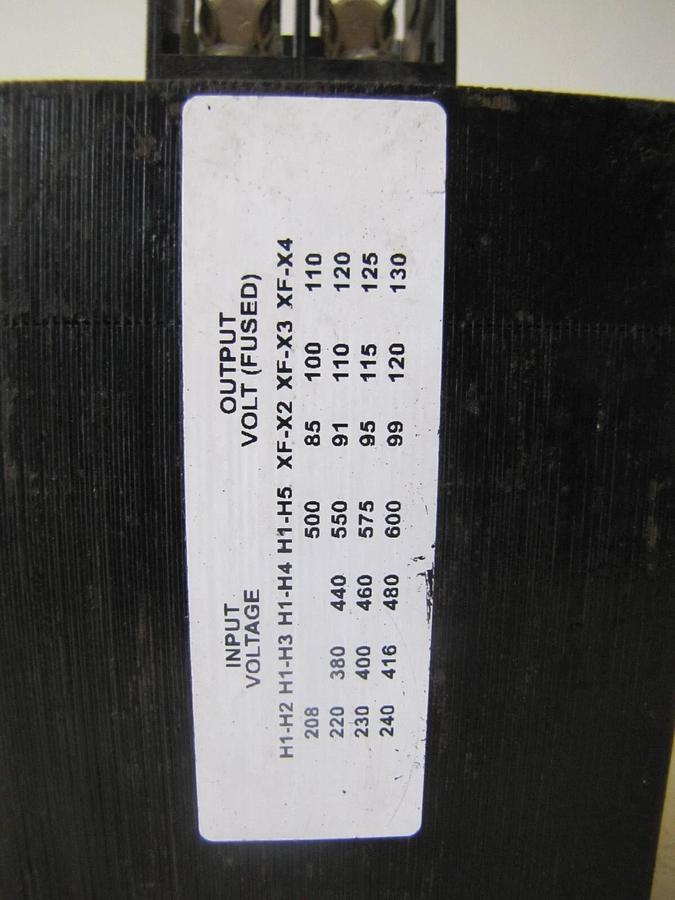 INPUT OUTPUT
VOLTAGE VOLT (FUSED)
H1-H2 H1-H3 H1-H4 H1-H5 XF-X2 XF-X3 XF-X4
208 500 85 100 110
220 380 440 550 91 110 120
230 400 460 575 95 115 125
240 416 480 600 99 120 130